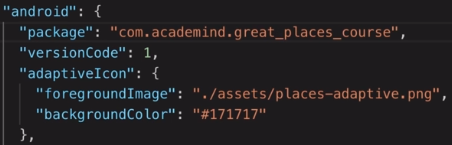 "android": {
"package": "com.academind.great_places_course",
"versionCode": 1,
"adaptiveIcon": {
"foregroundImage": "./assets/places-adaptive.png",
"backgroundColor": "#171717"
},